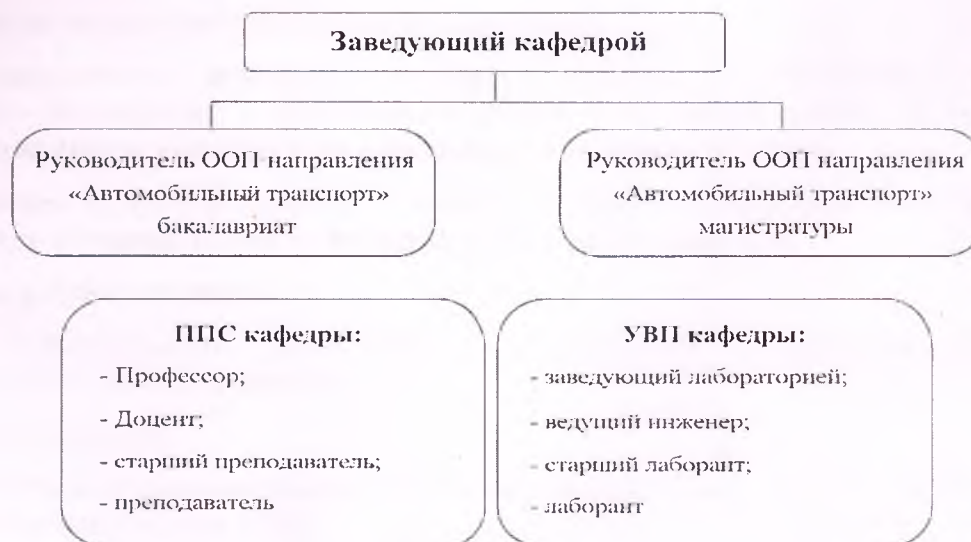 Заведующий кафедрой
Руководитель ООП направления
«Автомобильный транспорт»
бакалавриат
Руководитель ООП направления
«Автомобильный транспорт»
магистратуры
ППС кафедры:
- Профессор;
- Доцент;
- старший преподаватель;
- преподаватель
УВП кафедры:
- заведующий лабораторией;
- ведущий инженер;
- старший лаборант;
- лаборант